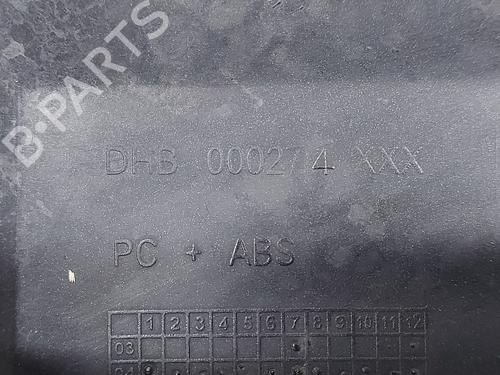 B-PARTS
DHB 000274 XXX
PC + ABS
1 2 3 4 5 6 7 8 9 10 11 12
03
04